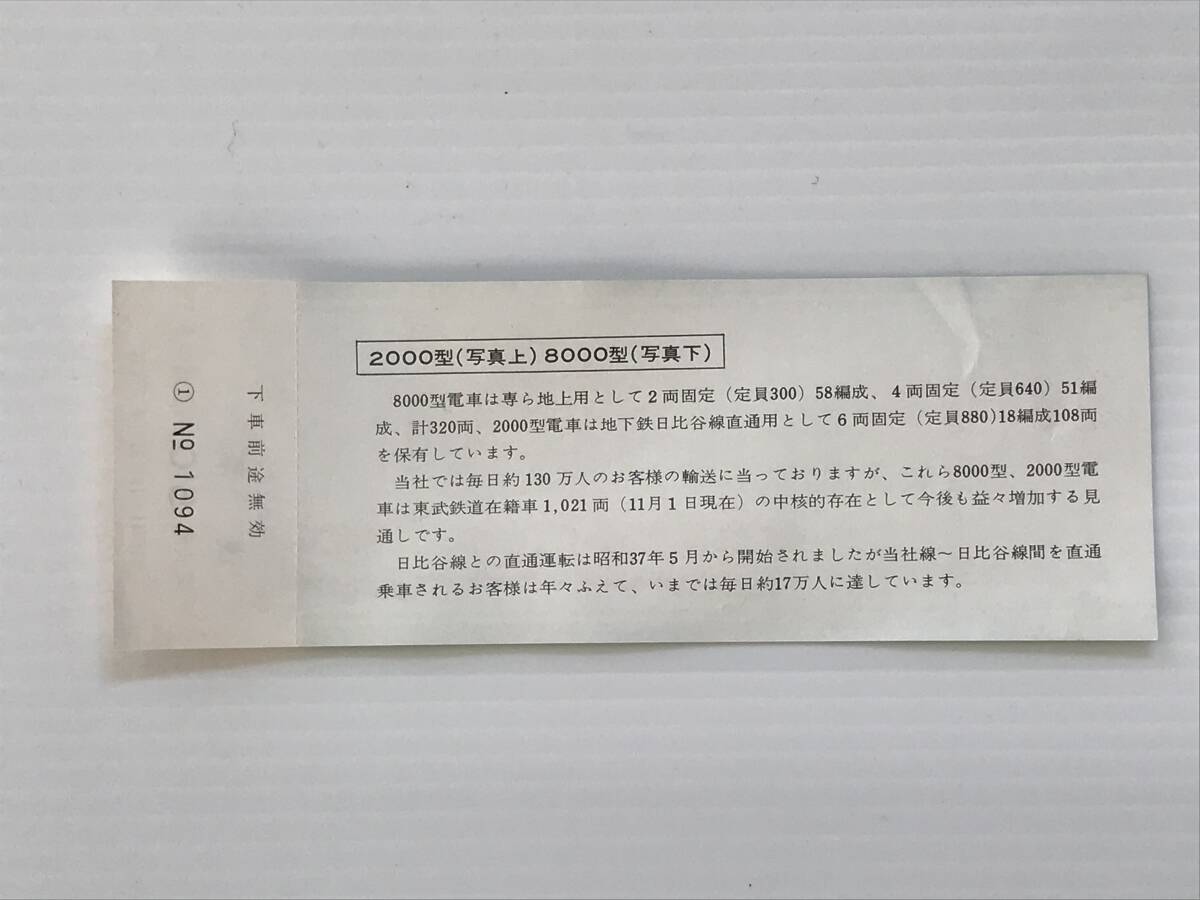 2000型(写真上)8000型(写真下)
8000型電車は専ら地上用として2両固定(定員300)58編成、4両固定(定員640)51編
成、計320両、2000型電車は地下鉄日比谷線直通用として6両固定(定員880)18編成108両
を保有しています。
当社では毎日約130万人のお客様の輸送に当っておりますが、これら8000型、2000型電
車は東武鉄道在籍車1,021両(11月1日現在)の中核的存在として今後も益々増加する見
通しです。
日比谷線との直通運転は昭和37年5月から開始されましたが当社線～日比谷線間を直通
乗車されるお客様は年々ふえて、いまでは毎日約17万人に達しています。
下車前途無効
① № 1094